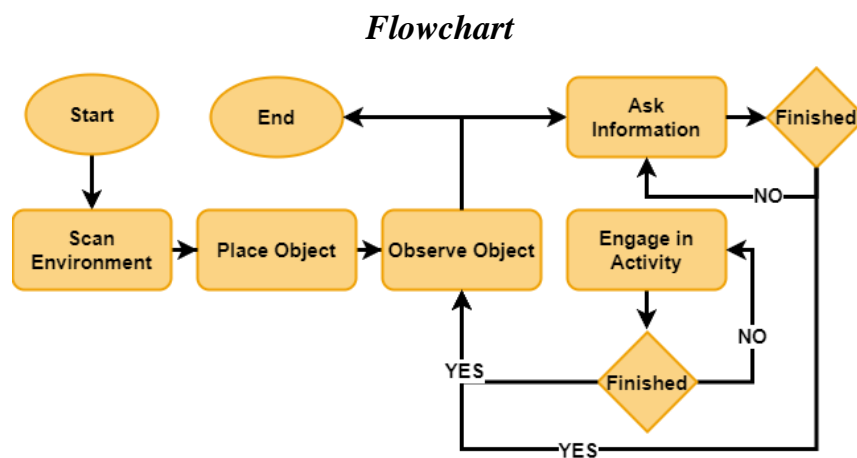 Flowchart
Start
End
Ask
Information
Finished
NO
Scan
Environment
Place Object
Observe Object
Engage in
Activity
NO
YES
Finished
YES